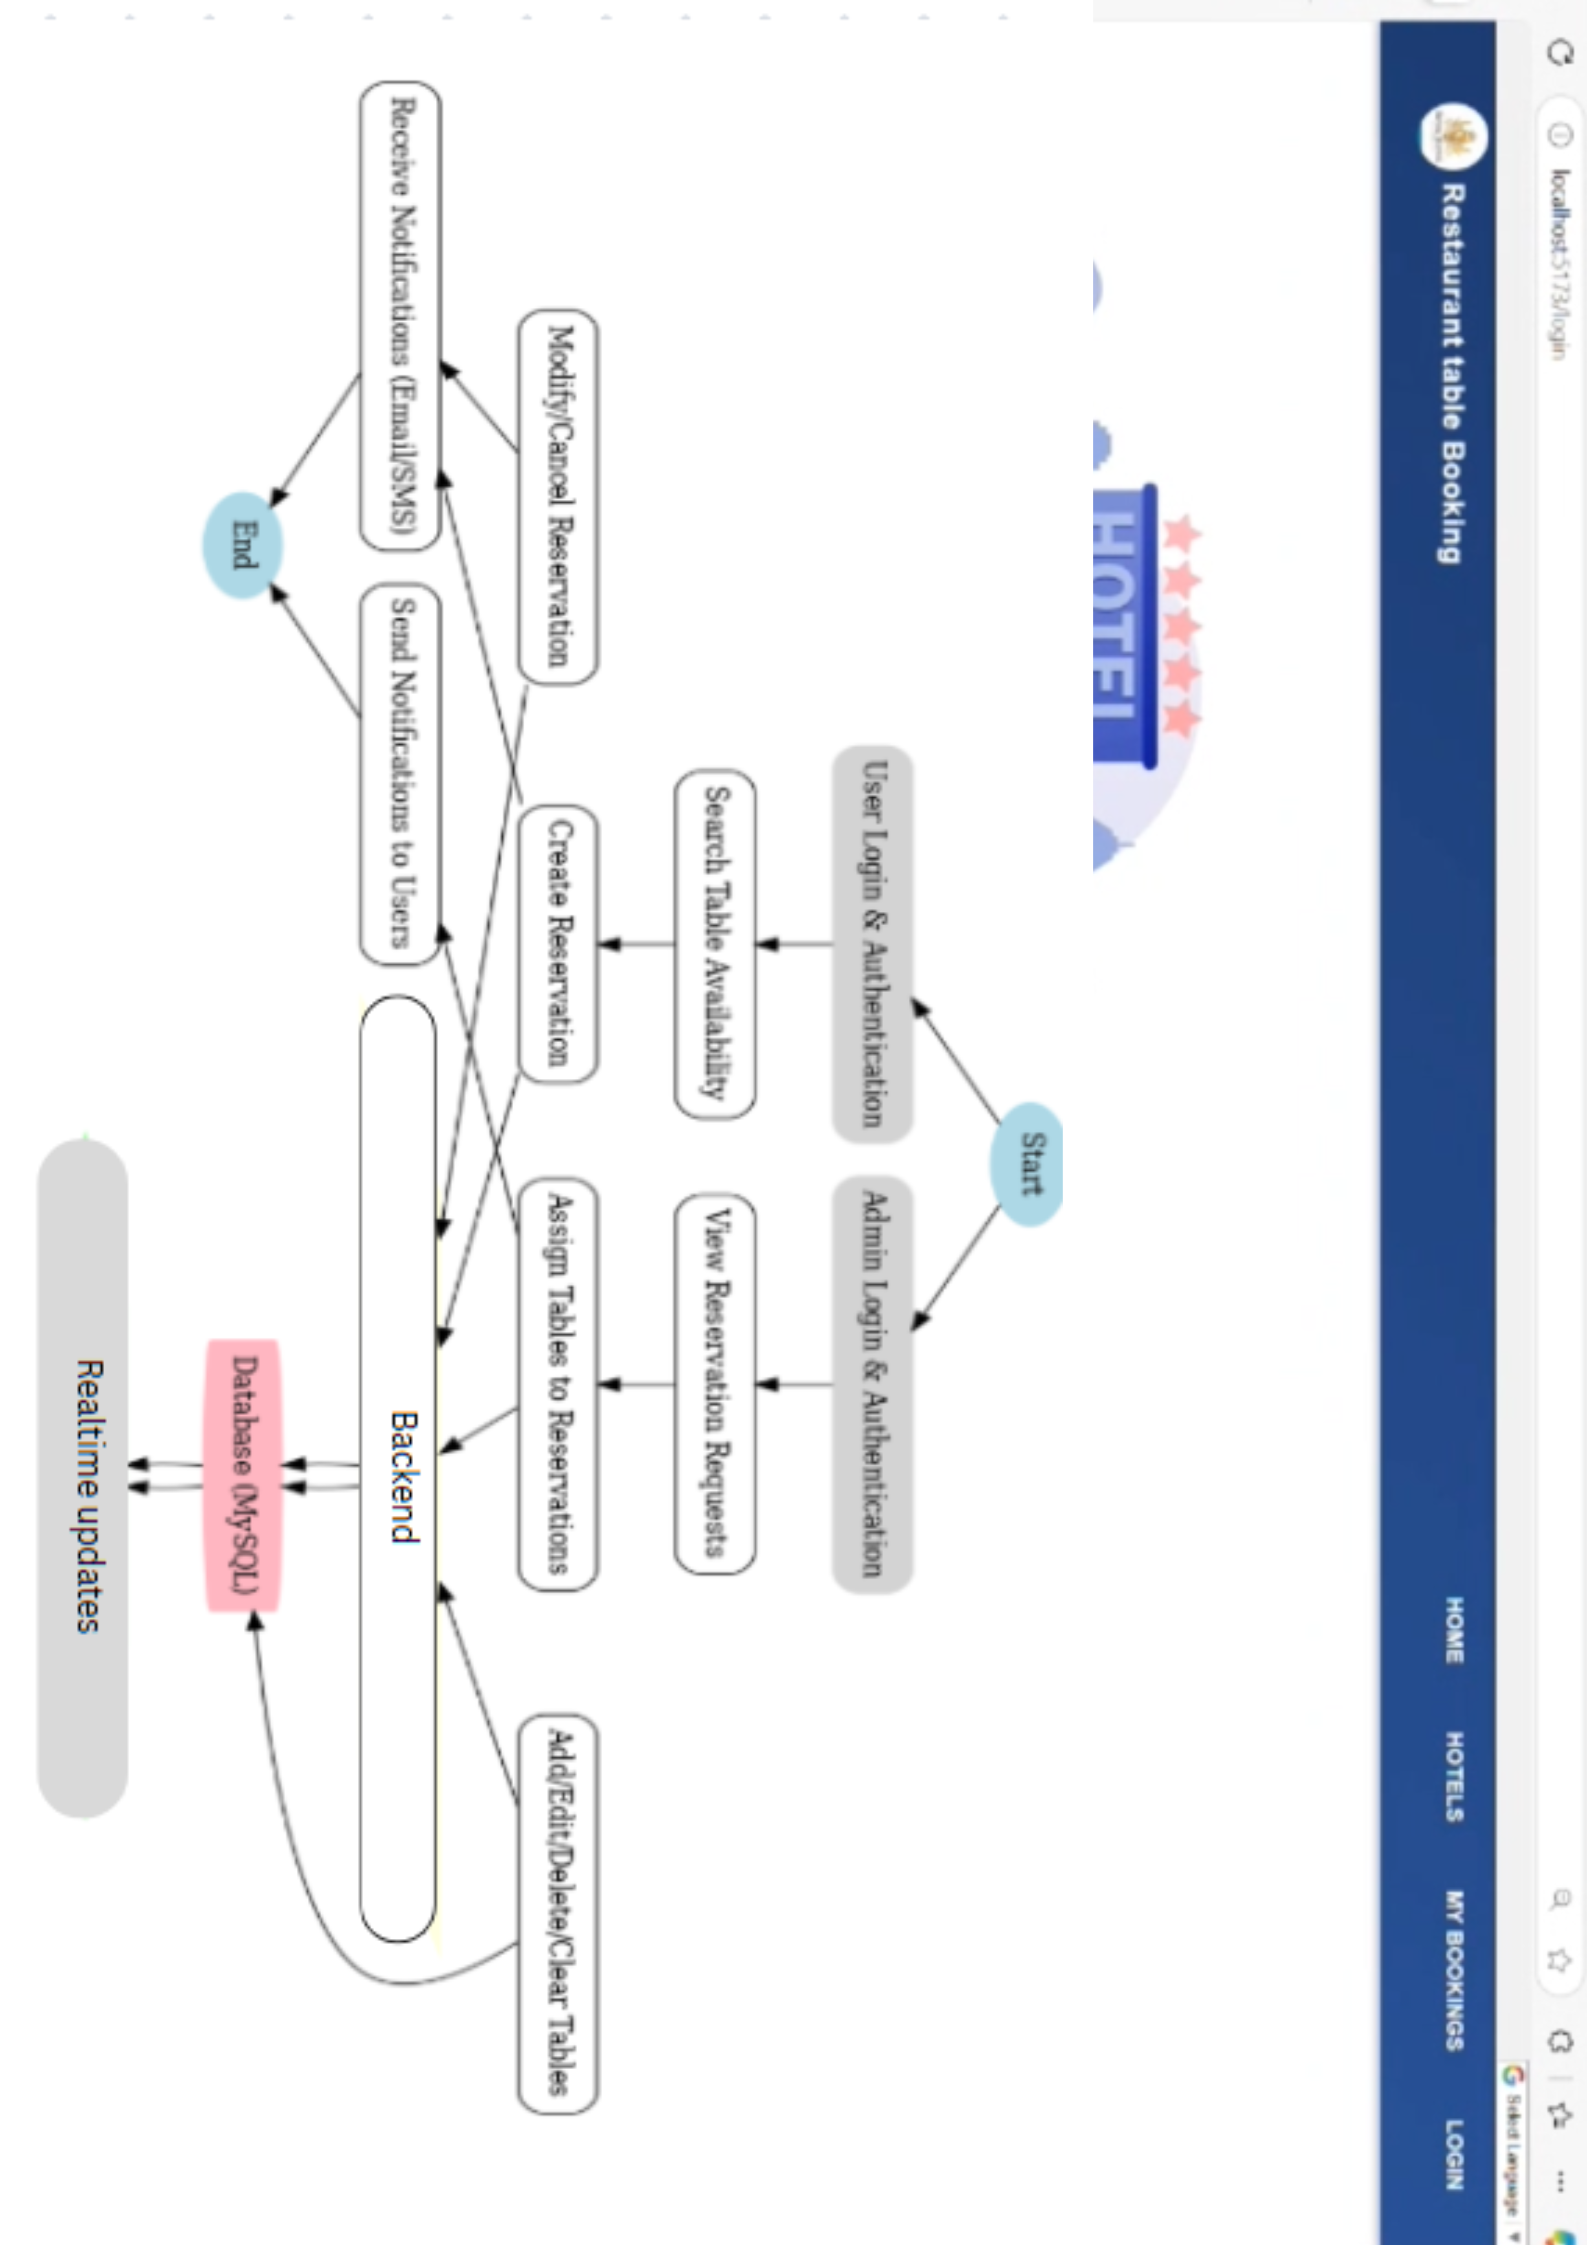 localhost:5173/login
Select Language
Restaurant table Booking
HOME
HOTELS
MY BOOKINGS
LOGIN
HOTEL
Start
User Login & Authentication
Admin Login & Authentication
Search Table Availability
View Reservation Requests
Modify/Cancel Reservation
Create Reservation
Assign Tables to Reservations
Add/Edit/Delete/Clear Tables
Receive Notifications (Email/SMS)
Send Notifications to Users
Backend
End
Database (MySQL)
Realtime updates